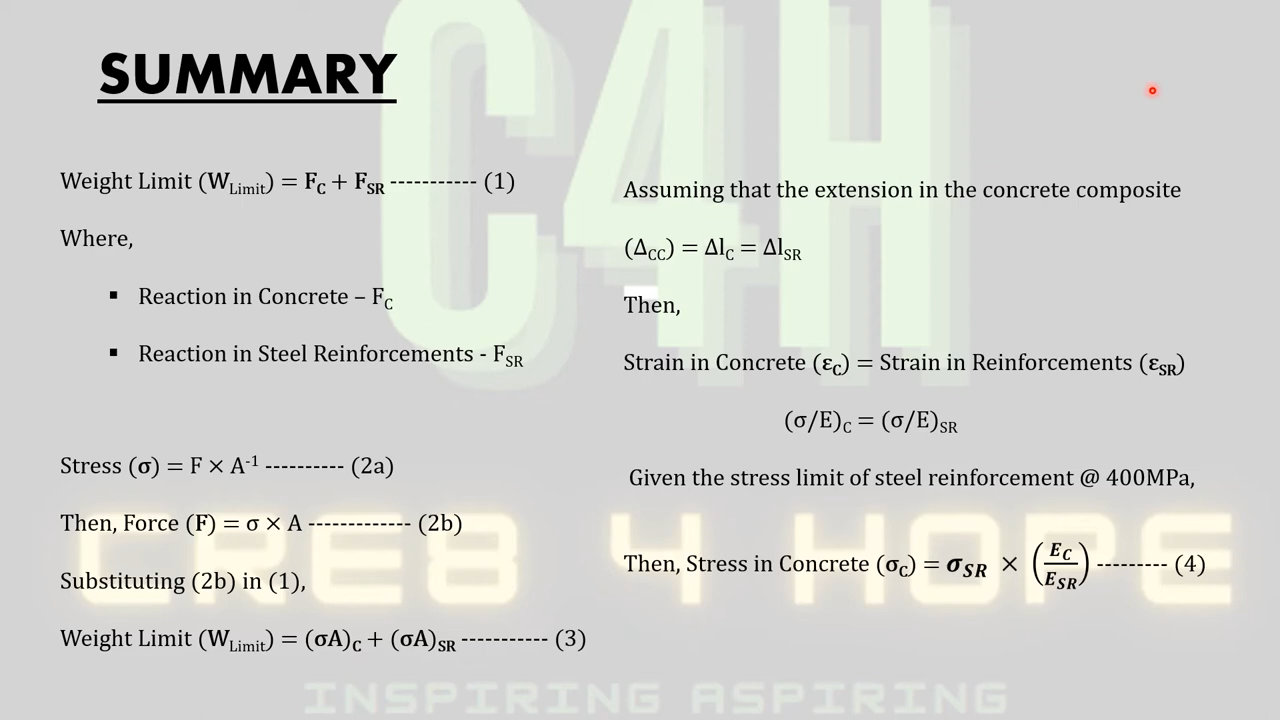 SUMMARY
Weight Limit (W_Limit) = F_C + F_SR ----------- (1)
Where,
▪ Reaction in Concrete – F_C
▪ Reaction in Steel Reinforcements - F_SR
Stress (σ) = F × A^-1 ---------- (2a)
Then, Force (F) = σ × A ------------- (2b)
Substituting (2b) in (1),
Weight Limit (W_Limit) = (σA)_C + (σA)_SR ----------- (3)
Assuming that the extension in the concrete composite
(Δ_CC) = Δl_C = Δl_SR
Then,
Strain in Concrete (ε_C) = Strain in Reinforcements (ε_SR)
(σ/E)_C = (σ/E)_SR
Given the stress limit of steel reinforcement @ 400MPa,
Then, Stress in Concrete (σ_C) = σ_SR × (E_C/E_SR) --------- (4)
C4H
CRE8 4 HOPE
INSPIRING ASPIRING